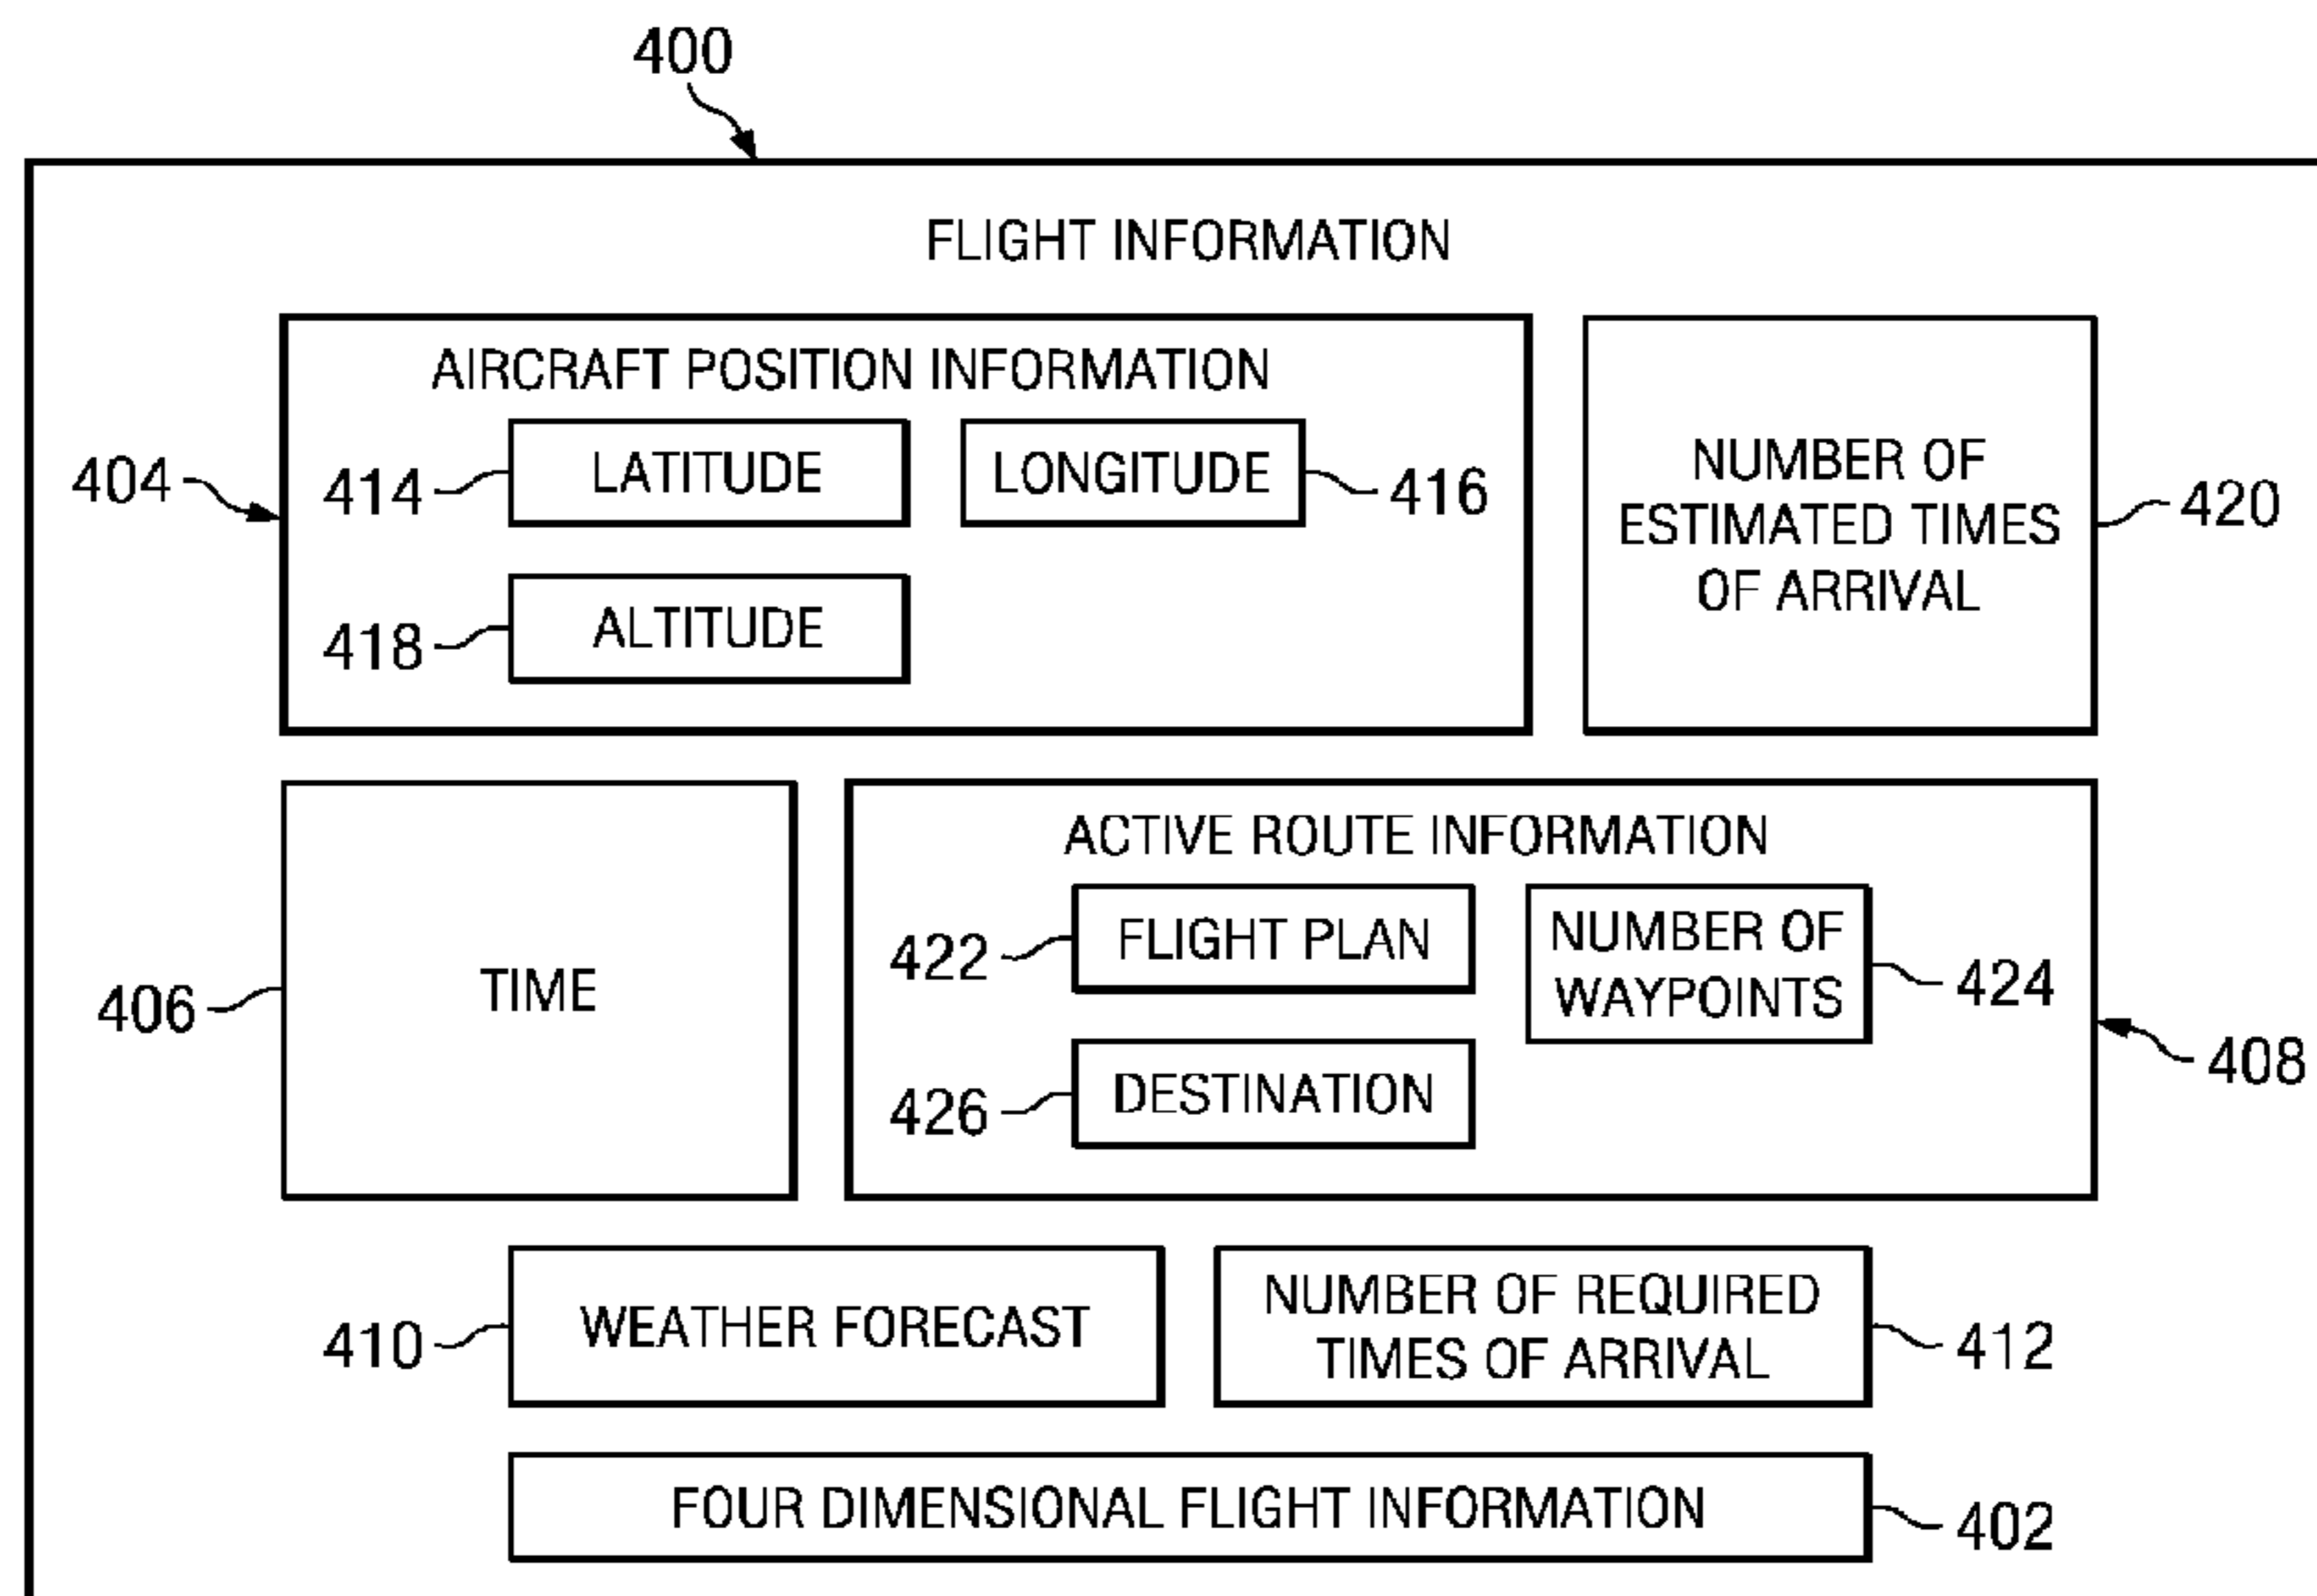 400
FLIGHT INFORMATION
AIRCRAFT POSITION INFORMATION
404
414
LATITUDE
LONGITUDE
416
418
ALTITUDE
NUMBER OF
ESTIMATED TIMES
OF ARRIVAL
420
406
TIME
ACTIVE ROUTE INFORMATION
422
FLIGHT PLAN
NUMBER OF
WAYPOINTS
424
426
DESTINATION
408
410
WEATHER FORECAST
NUMBER OF REQUIRED
TIMES OF ARRIVAL
412
FOUR DIMENSIONAL FLIGHT INFORMATION
402